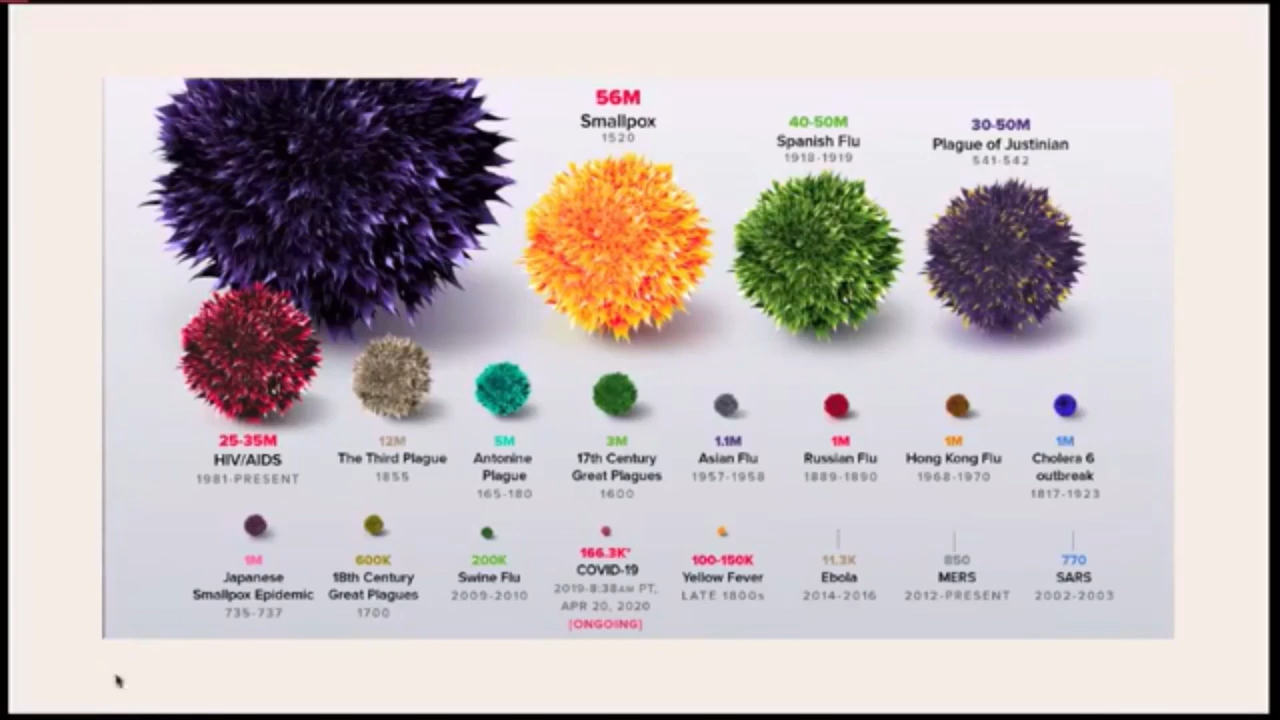 56M
Smallpox
1520
40-50M
Spanish Flu
1918-1919
30-50M
Plague of Justinian
541-542
25-35M
HIV/AIDS
1981-PRESENT
12M
The Third Plague
1855
5M
Antonine
Plague
165-180
3M
17th Century
Great Plagues
1600
1.1M
Asian Flu
1957-1958
1M
Russian Flu
1889-1890
1M
Hong Kong Flu
1968-1970
1M
Cholera 6
outbreak
1817-1923
1M
Japanese
Smallpox Epidemic
735-737
600K
18th Century
Great Plagues
1700
200K
Swine Flu
2009-2010
166.3K*
COVID-19
2019-8:38AM PT,
APR 20, 2020
[ONGOING]
100-150K
Yellow Fever
LATE 1800s
11.3K
Ebola
2014-2016
850
MERS
2012-PRESENT
770
SARS
2002-2003